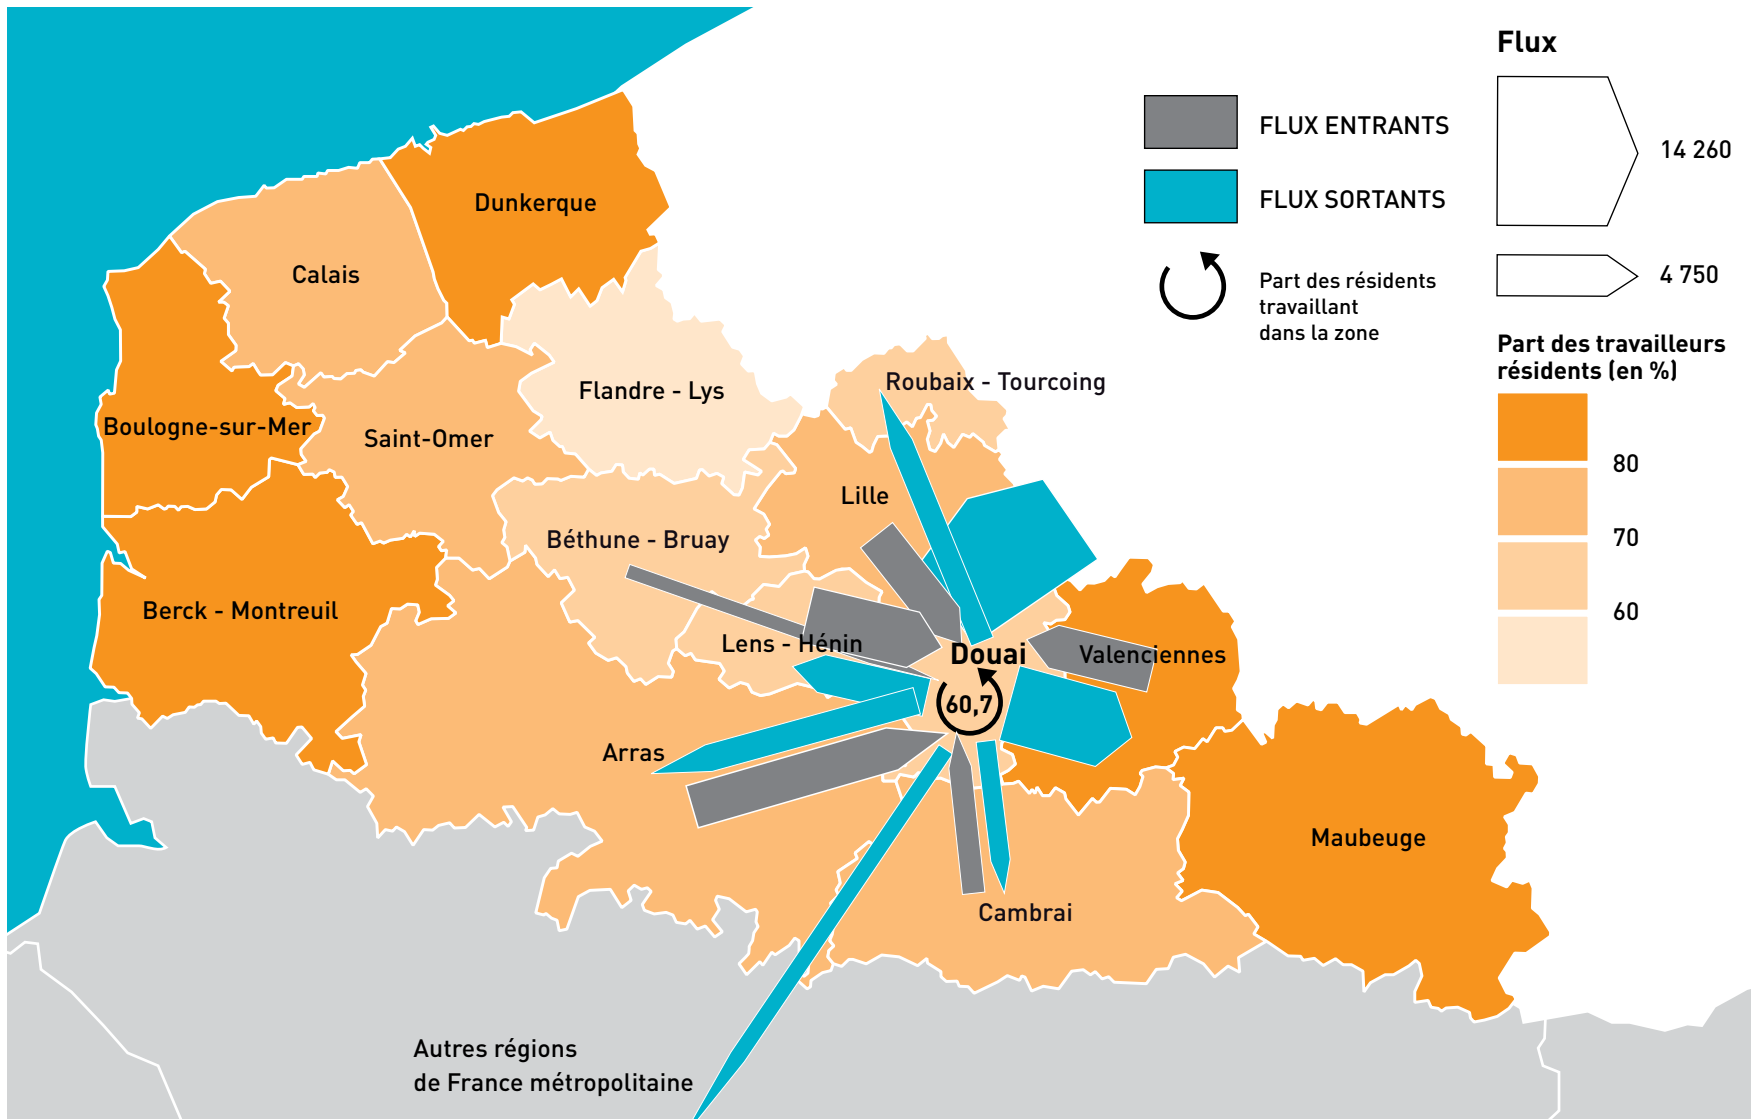 Flux
FLUX ENTRANTS
14 260
FLUX SORTANTS
4 750
Part des résidents
travaillant
dans la zone
Part des travailleurs
résidents (en %)
80
70
60
Dunkerque
Calais
Flandre - Lys
Roubaix - Tourcoing
Boulogne-sur-Mer
Saint-Omer
Lille
Béthune - Bruay
Berck - Montreuil
Lens - Hénin
Douai
Valenciennes
60,7
Arras
Maubeuge
Cambrai
Autres régions
de France métropolitaine